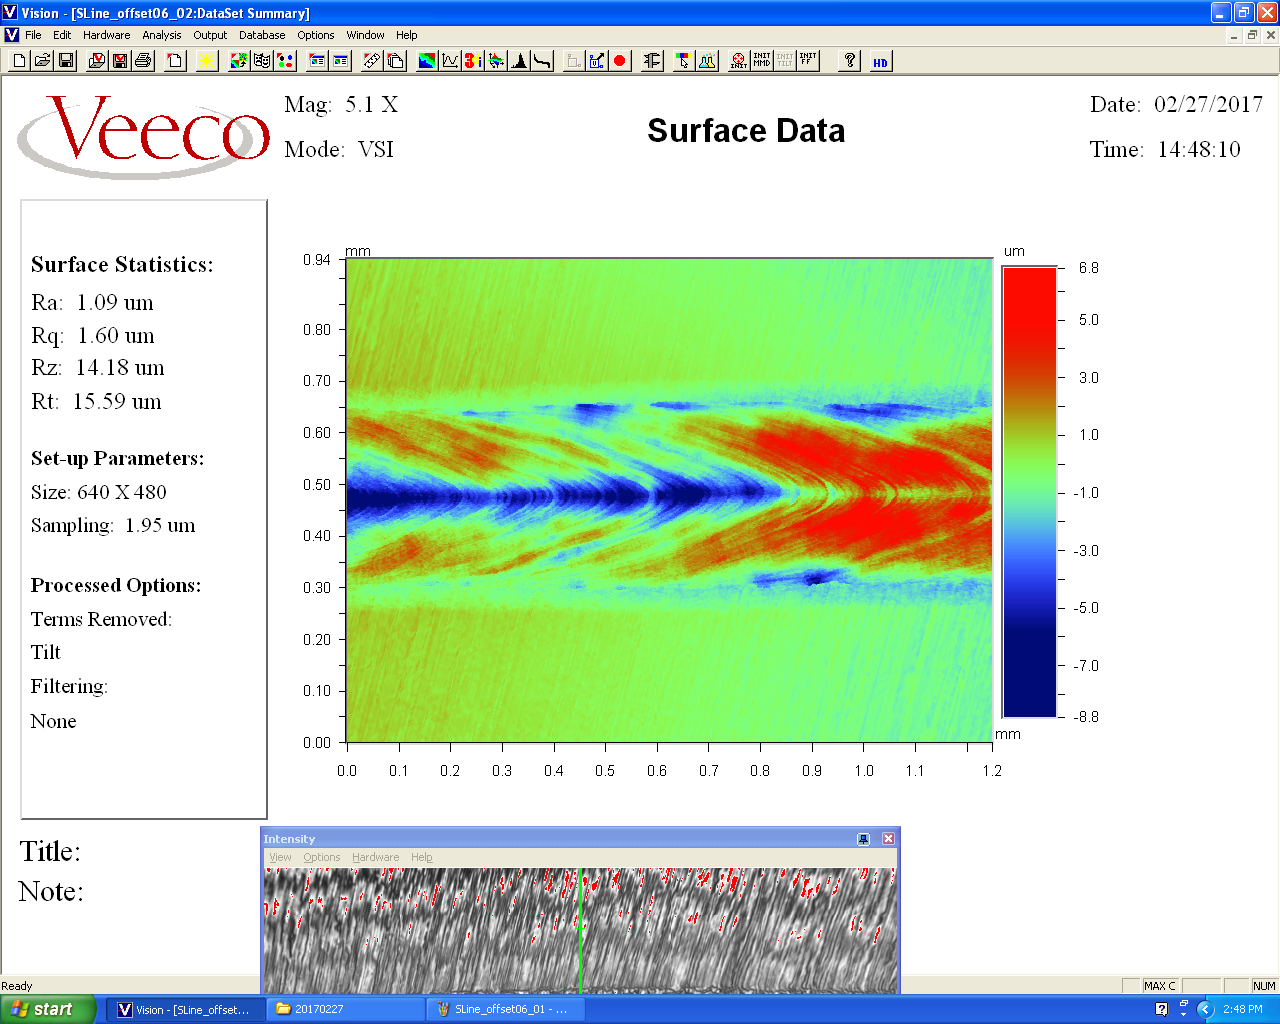 Vision - [SLine_offset06_02:DataSet Summary]
File Edit Hardware Analysis Output Database Options Window Help
INIT INIT MMD INIT TILT INIT FF ? HD
Veeco
Mag: 5.1 X
Mode: VSI
Surface Data
Date: 02/27/2017
Time: 14:48:10
Surface Statistics:
Ra: 1.09 um
Rq: 1.60 um
Rz: 14.18 um
Rt: 15.59 um
Set-up Parameters:
Size: 640 X 480
Sampling: 1.95 um
Processed Options:
Terms Removed:
Tilt
Filtering:
None
mm
0.94
0.80
0.70
0.60
0.50
0.40
0.30
0.20
0.10
0.00
0.0 0.1 0.2 0.3 0.4 0.5 0.6 0.7 0.8 0.9 1.0 1.1 1.2
mm
um
6.8
5.0
3.0
1.0
-1.0
-3.0
-5.0
-7.0
-8.8
Title:
Note:
Intensity
View Options Hardware Help
Ready
MAX C NUM
start
Vision - [SLine_offset...
20170227
SLine_offset06_01 - ...
2:48 PM